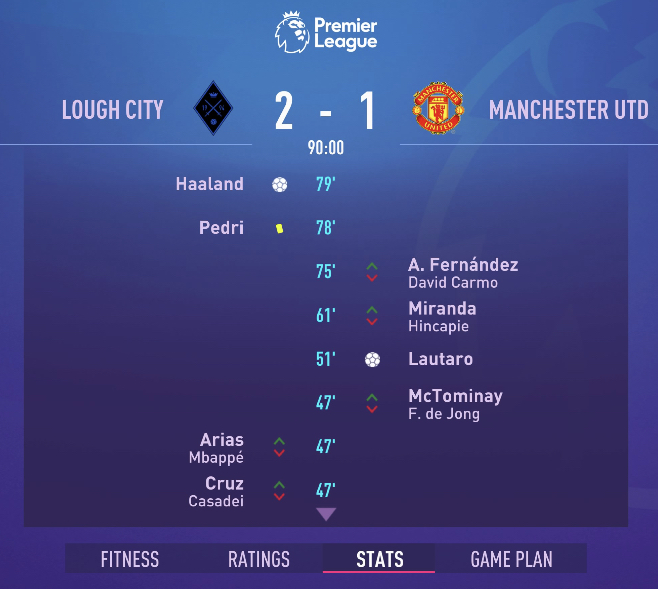 Premier
League
LOUGH CITY 2 - 1 MANCHESTER UTD
90:00
Haaland 79'
Pedri 78'
75' A. Fernández
David Carmo
61' Miranda
Hincapie
51' Lautaro
47' McTominay
F. de Jong
Arias 47'
Mbappé
Cruz 47'
Casadei
FITNESS RATINGS STATS GAME PLAN